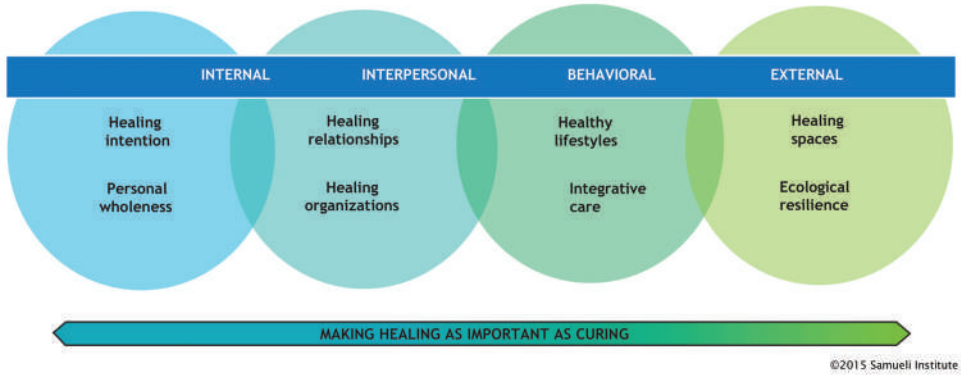 INTERNAL INTERPERSONAL BEHAVIORAL EXTERNAL
Healing
intention
Personal
wholeness
Healing
relationships
Healing
organizations
Healthy
lifestyles
Integrative
care
Healing
spaces
Ecological
resilience
MAKING HEALING AS IMPORTANT AS CURING
©2015 Samueli Institute